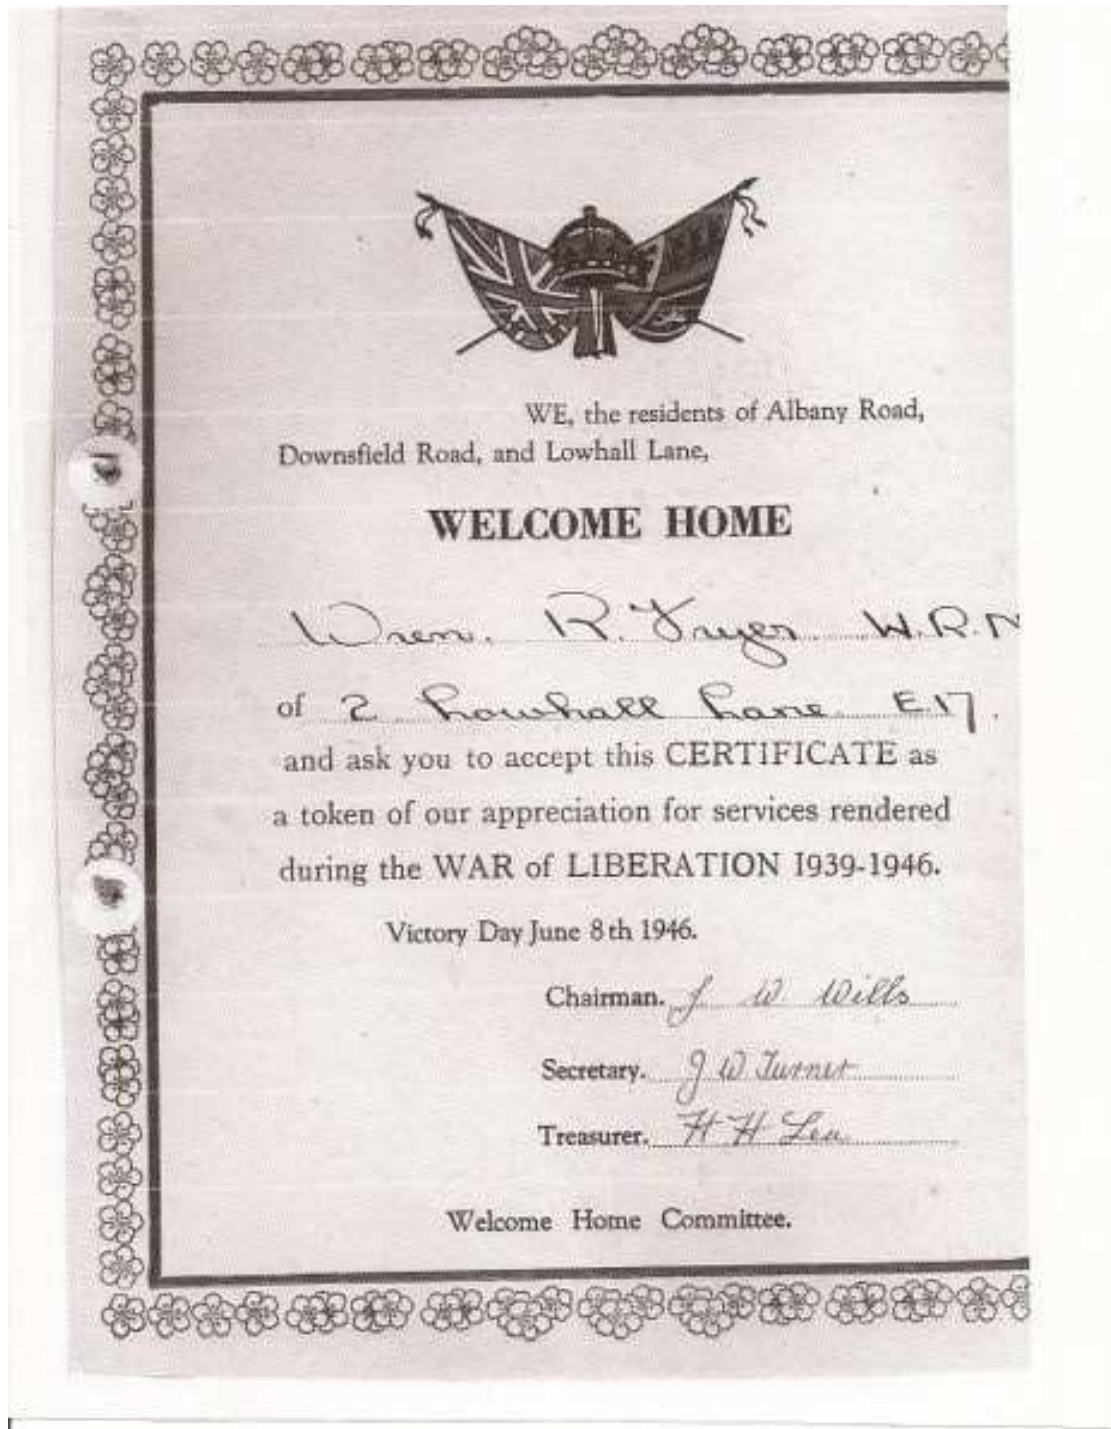 WE, the residents of Albany Road,
Downsfield Road, and Lowhall Lane,
WELCOME HOME
Wren. R. Fryer W.R.N
of 2 Lowhall Lane E.17.
and ask you to accept this CERTIFICATE as
a token of our appreciation for services rendered
during the WAR of LIBERATION 1939-1946.
Victory Day June 8th 1946.
Chairman. J W. Wills
Secretary. J W Turner
Treasurer. H H Lea
Welcome Home Committee.